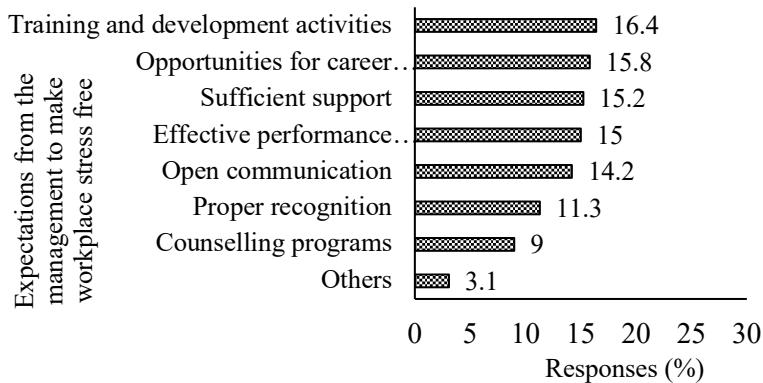 Expectations from the
management to make
workplace stress free
Training and development activities 16.4
Opportunities for career… 15.8
Sufficient support 15.2
Effective performance… 15
Open communication 14.2
Proper recognition 11.3
Counselling programs 9
Others 3.1
0 5 10 15 20 25 30
Responses (%)